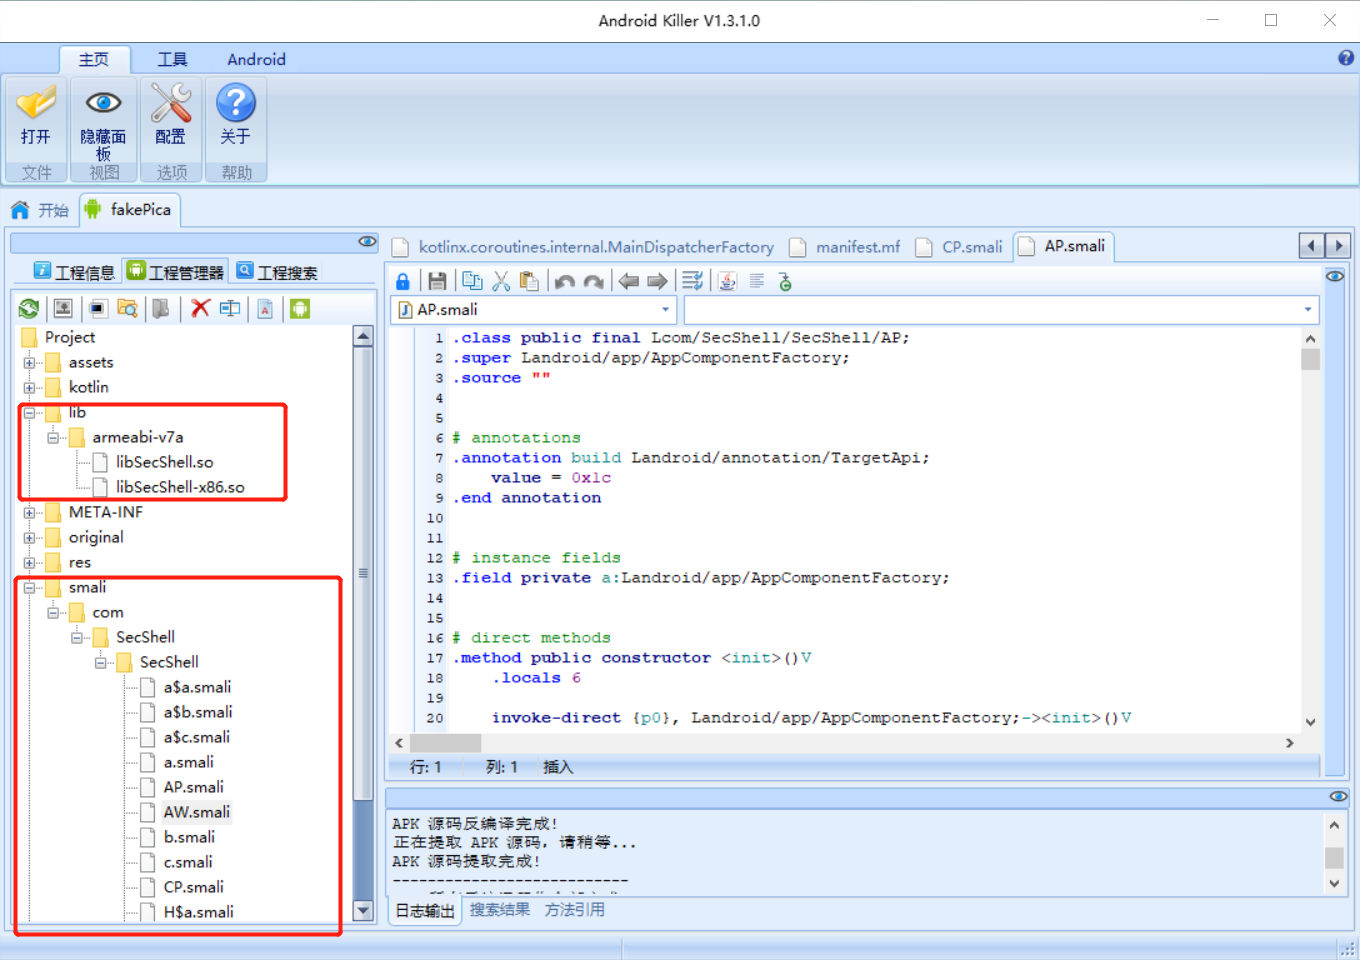 Android Killer V1.3.1.0
主页 工具 Android
打开 隐藏面板 配置 关于
文件 视图 选项 帮助
开始 fakePica
kotlinx.coroutines.internal.MainDispatcherFactory manifest.mf CP.smali AP.smali
工程信息 工程管理器 工程搜索
AP.smali
Project
assets
kotlin
lib
armeabi-v7a
libSecShell.so
libSecShell-x86.so
META-INF
original
res
smali
com
SecShell
SecShell
a$a.smali
a$b.smali
a$c.smali
a.smali
AP.smali
AW.smali
b.smali
c.smali
CP.smali
H$a.smali
1 .class public final Lcom/SecShell/SecShell/AP;
2 .super Landroid/app/AppComponentFactory;
3 .source ""
4
5
6 # annotations
7 .annotation build Landroid/annotation/TargetApi;
8 value = 0x1c
9 .end annotation
10
11
12 # instance fields
13 .field private a:Landroid/app/AppComponentFactory;
14
15
16 # direct methods
17 .method public constructor <init>()V
18 .locals 6
19
20 invoke-direct {p0}, Landroid/app/AppComponentFactory;-><init>()V
行: 1 列: 1 插入
APK 源码反编译完成!
正在提取 APK 源码, 请稍等...
APK 源码提取完成!
---------------------------
日志输出 搜索结果 方法引用